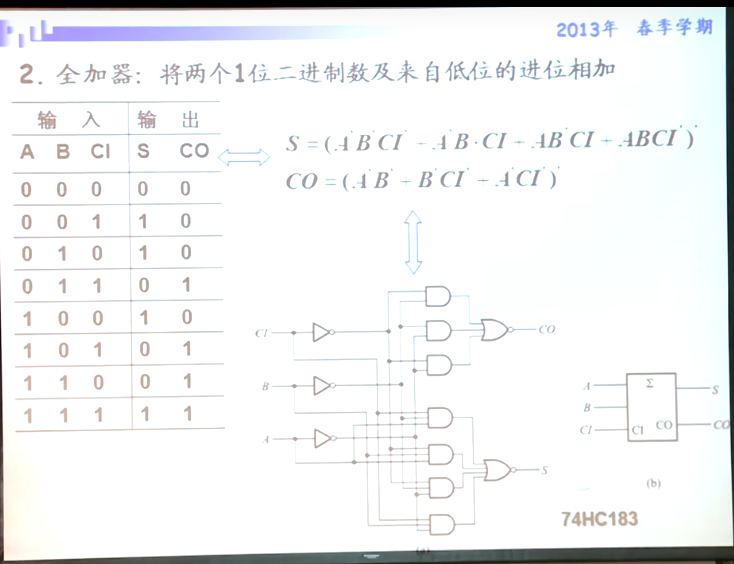 2013年 春季学期
2. 全加器：将两个1位二进制数及来自低位的进位相加
输 入 输 出
A B CI S CO
0 0 0 0 0
0 0 1 1 0
0 1 0 1 0
0 1 1 0 1
1 0 0 1 0
1 0 1 0 1
1 1 0 0 1
1 1 1 1 1
S = (A'B'CI' + A'B·CI + AB'CI + ABCI')'
CO = (A'B' + B'CI' + A'CI')'
CI
B
A
CO
S
A
B
CI
Σ
CI CO
S
CO
(b)
74HC183
(a)